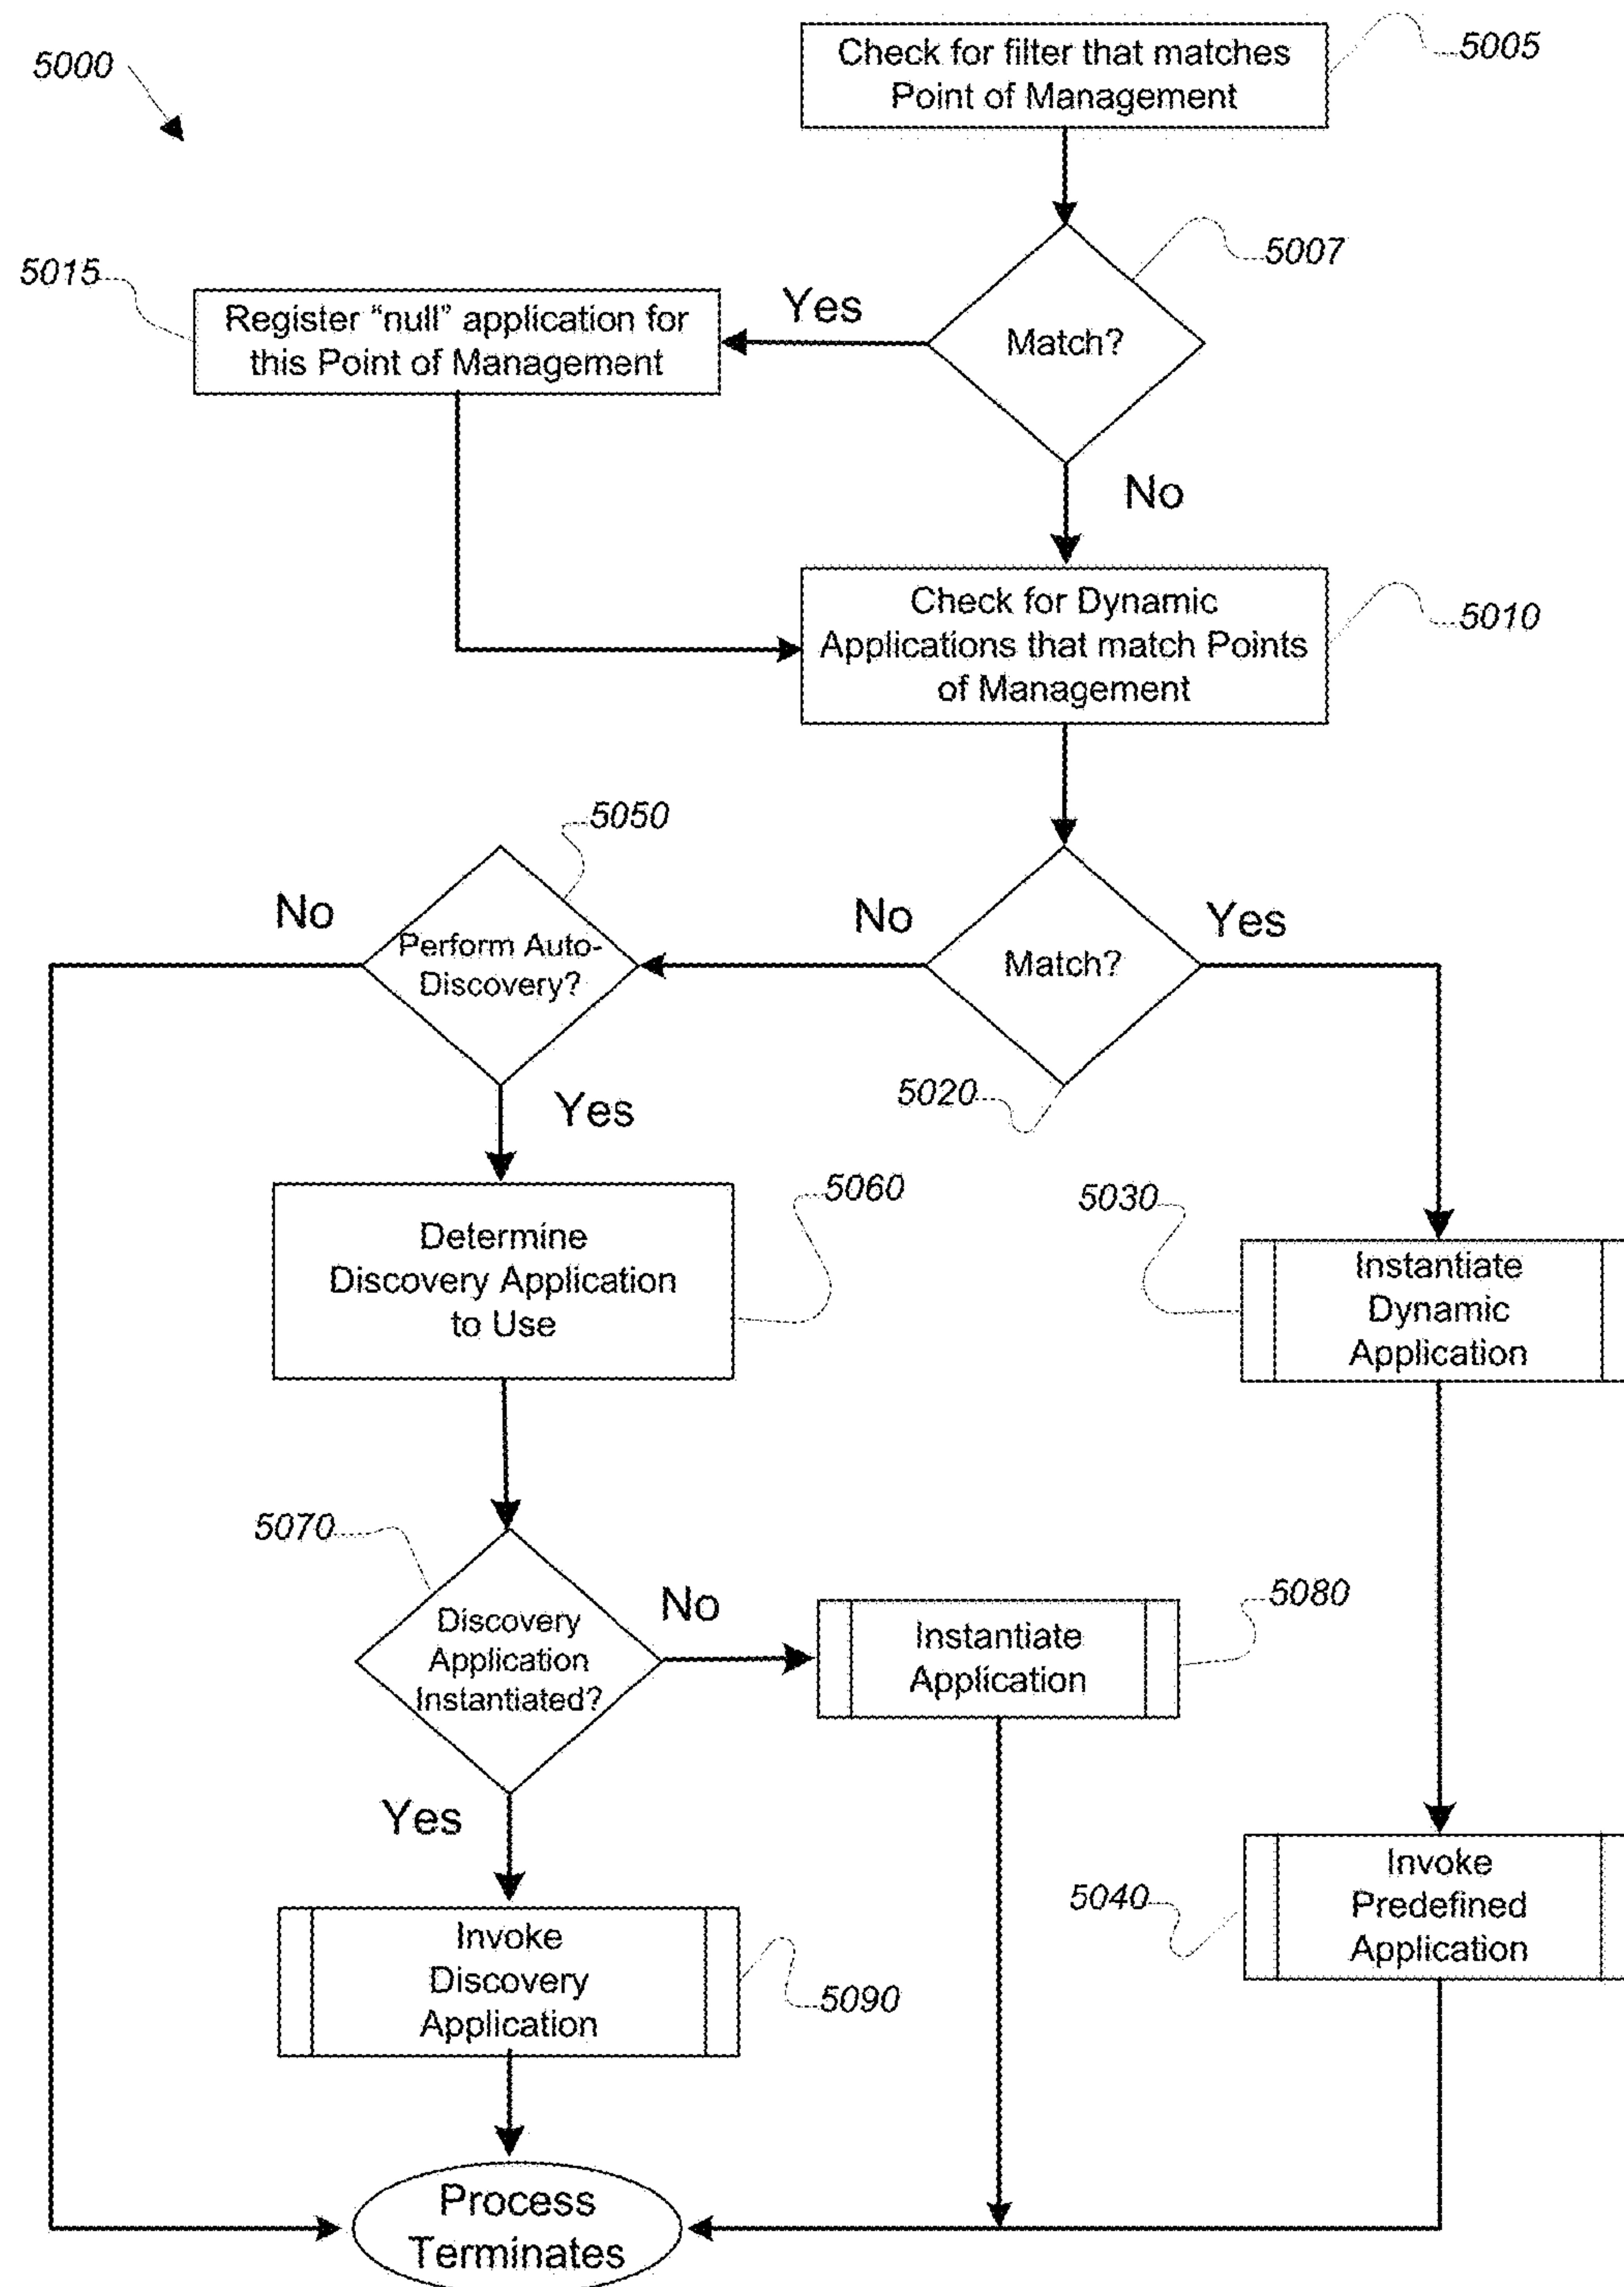 5000
Check for filter that matches
Point of Management
5005
5007
5015
Register “null” application for
this Point of Management
Yes
Match?
No
Check for Dynamic
Applications that match Points
of Management
5010
5050
No
Perform Auto-
Discovery?
No
Match?
Yes
5020
Yes
5060
Determine
Discovery Application
to Use
5030
Instantiate
Dynamic
Application
5070
Discovery
Application
Instantiated?
No
Instantiate
Application
5080
Yes
Invoke
Discovery
Application
5090
5040
Invoke
Predefined
Application
Process
Terminates